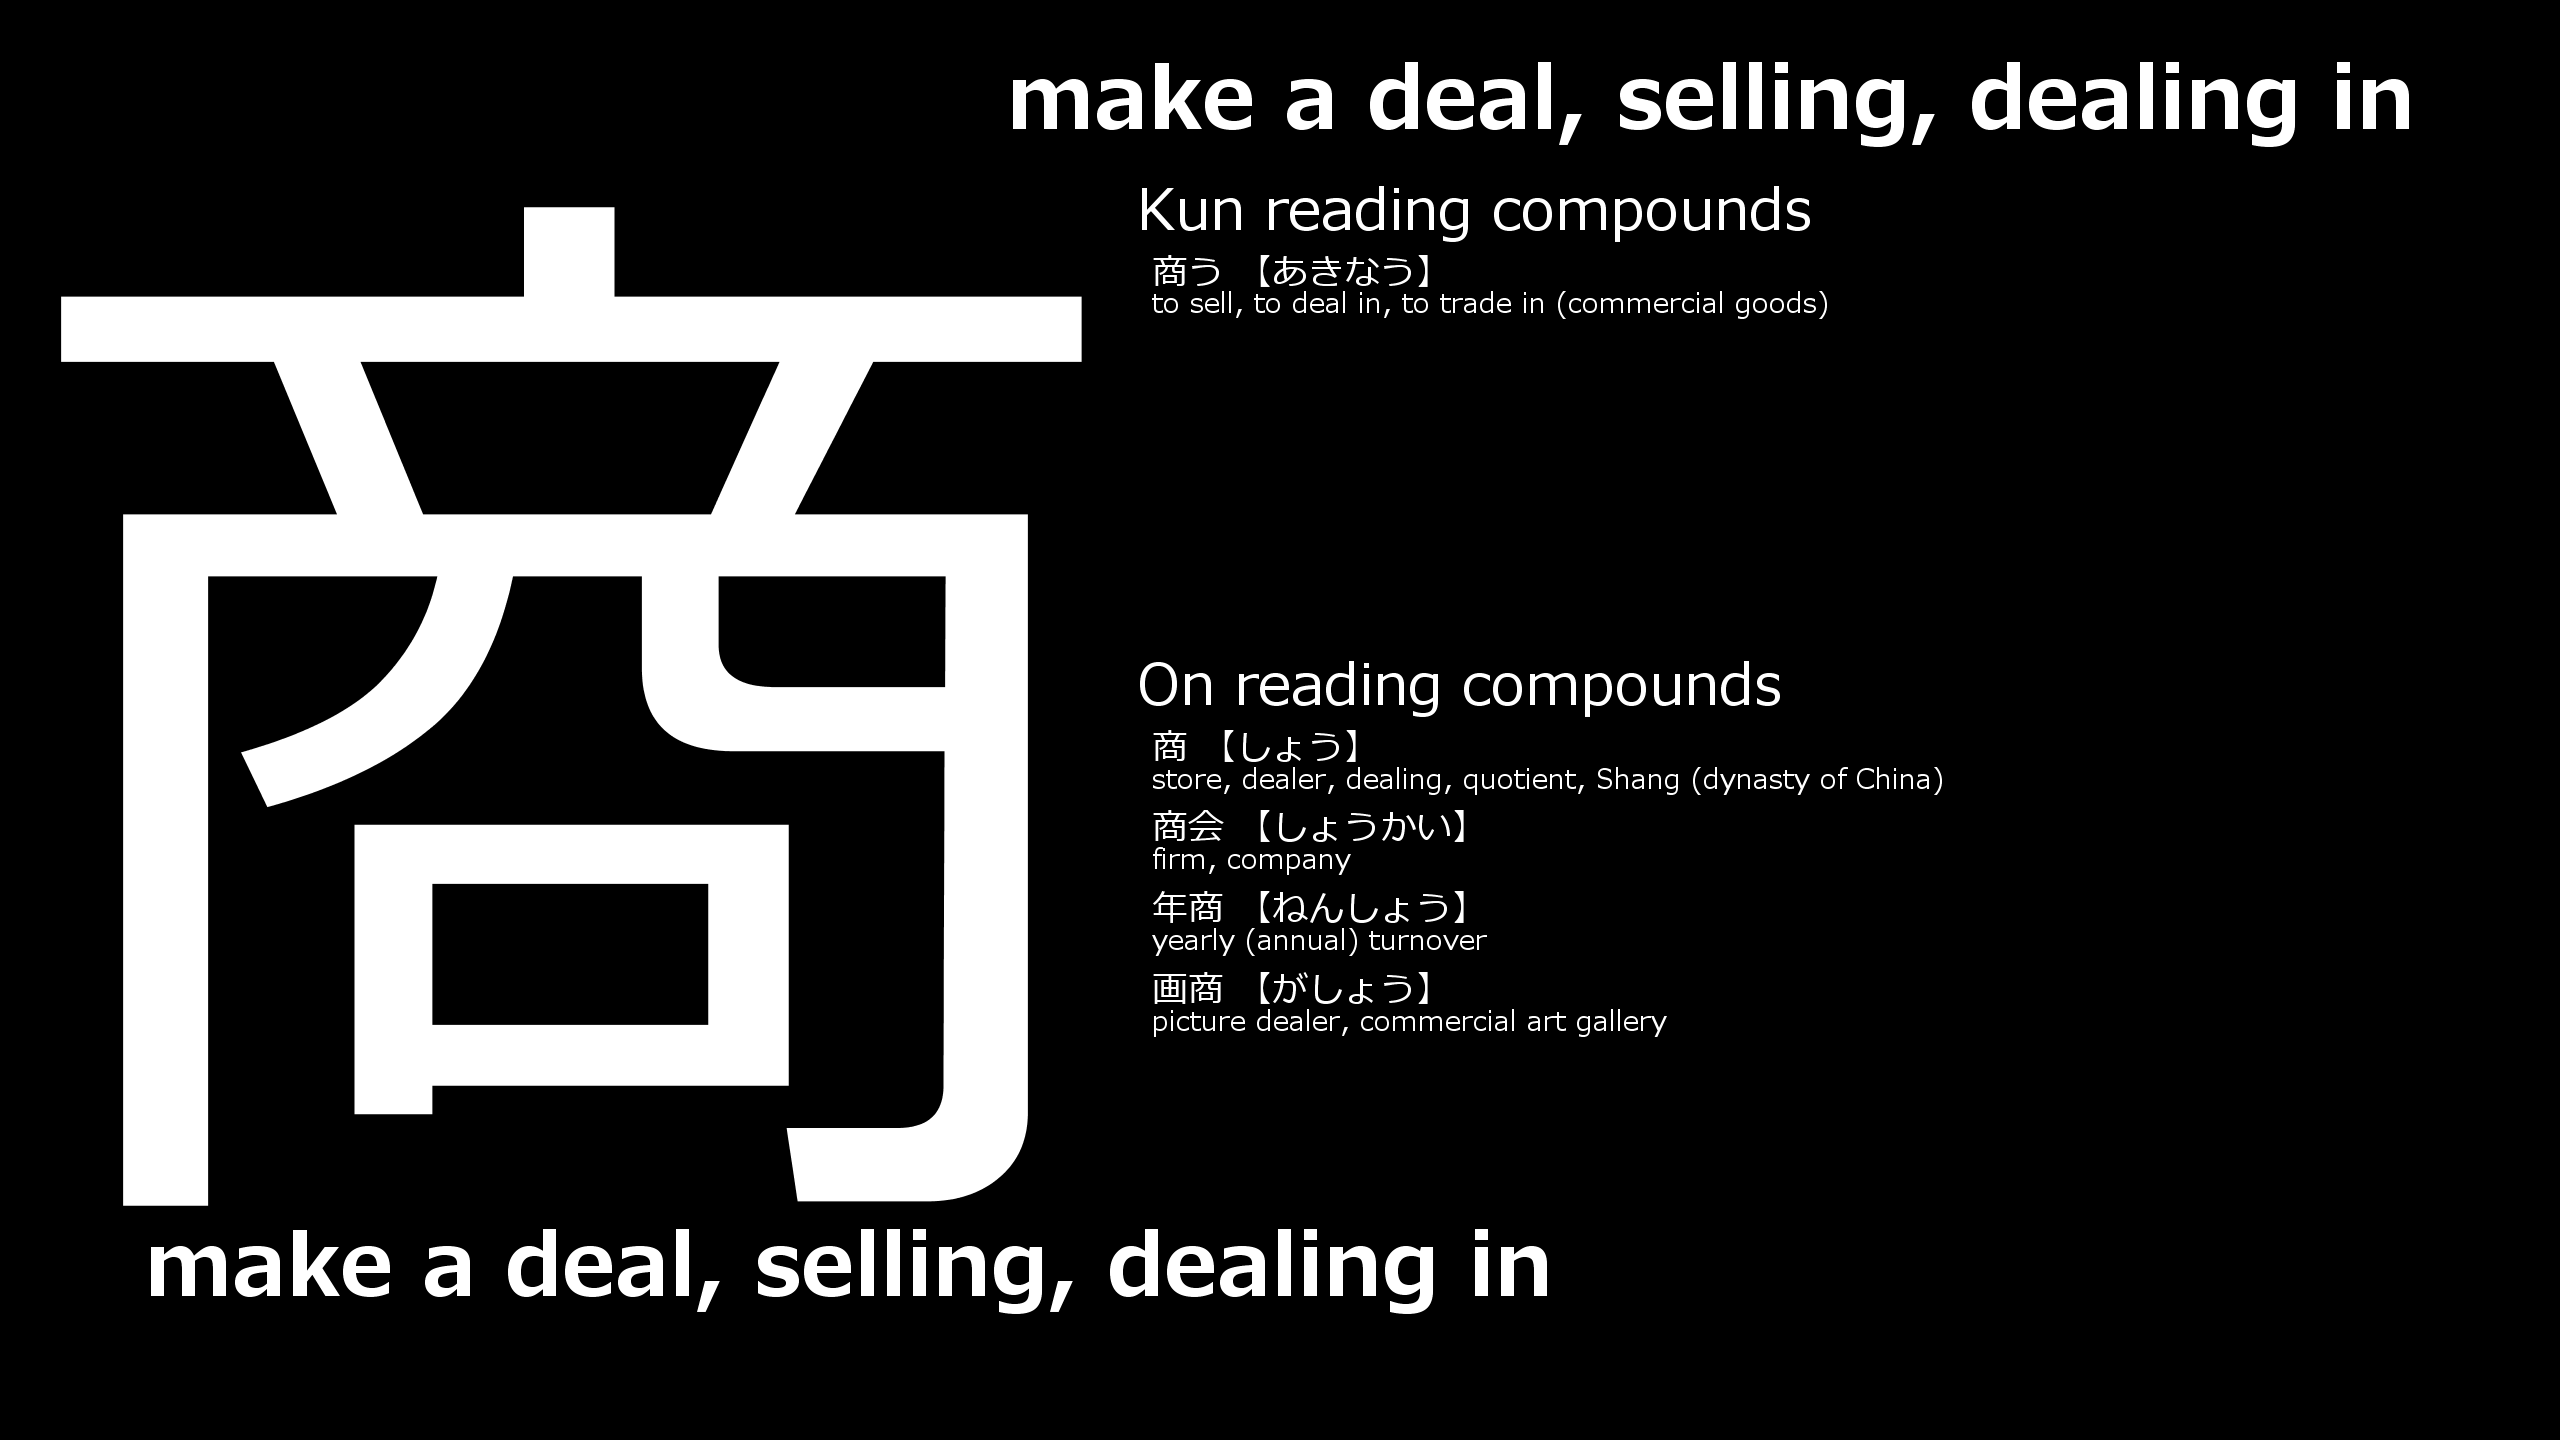 make a deal, selling, dealing in
商
Kun reading compounds
商う 【あきなう】
to sell, to deal in, to trade in (commercial goods)
On reading compounds
商 【しょう】
store, dealer, dealing, quotient, Shang (dynasty of China)
商会 【しょうかい】
firm, company
年商 【ねんしょう】
yearly (annual) turnover
画商 【がしょう】
picture dealer, commercial art gallery
make a deal, selling, dealing in